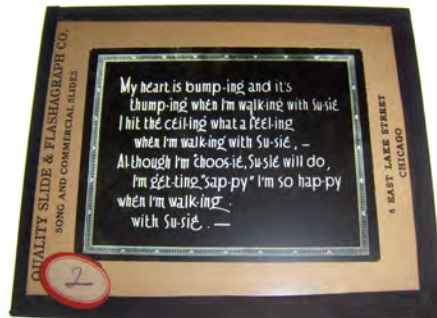 QUALITY SLIDE & FLASHAGRAPH CO.
SONG AND COMMERCIAL SLIDES
My heart is bump-ing and it's
thump-ing when I'm walk-ing with Su-sie
I hit the ceil-ing what a feel-ing
when I'm walk-ing with Su-sie, —
Al-though I'm choos-ie, Su-sie will do,
I'm get-ting "sap-py" I'm so hap-py
when I'm walk-ing
with Su-sie. —
6 EAST LAKE STREET
CHICAGO
2